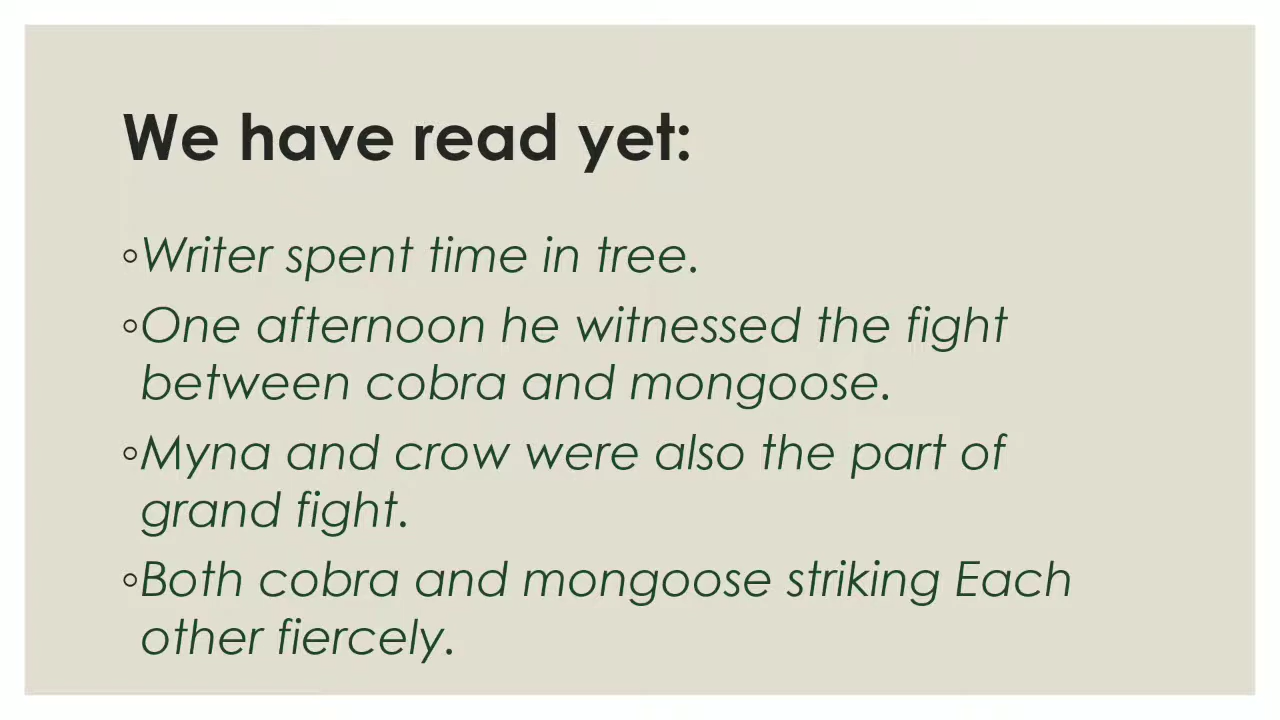 We have read yet:
◦Writer spent time in tree.
◦One afternoon he witnessed the fight
between cobra and mongoose.
◦Myna and crow were also the part of
grand fight.
◦Both cobra and mongoose striking Each
other fiercely.